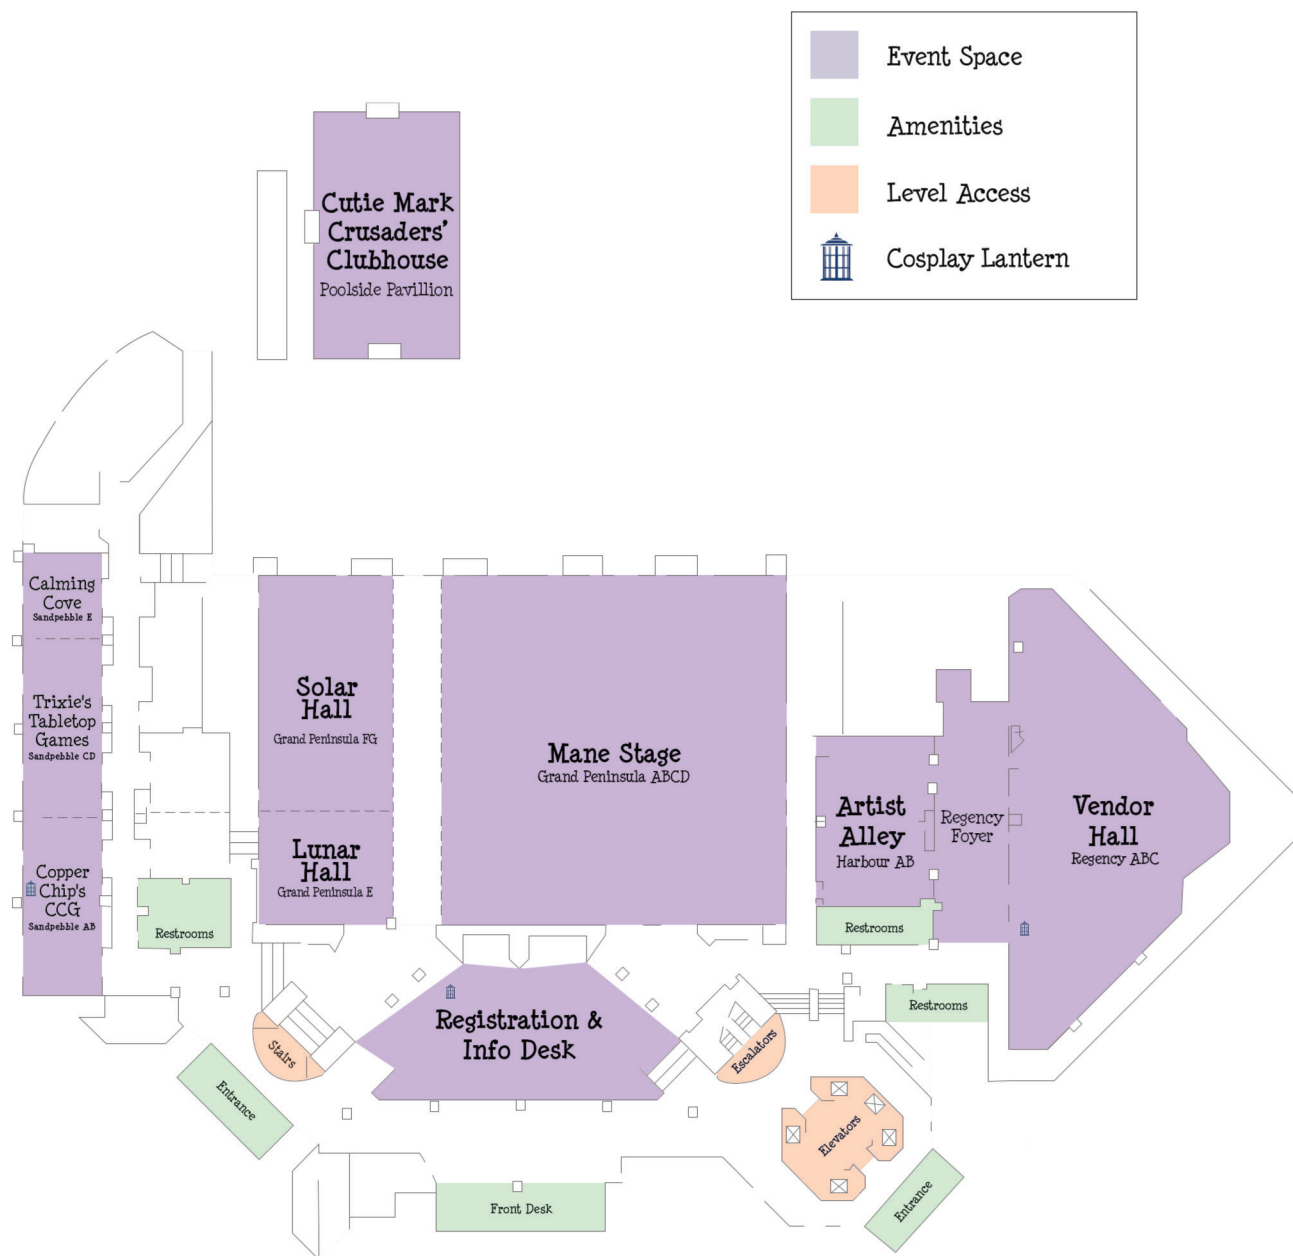 Event Space
Amenities
Level Access
Cosplay Lantern
Cutie Mark
Crusaders'
Clubhouse
Poolside Pavillion
Calming
Cove
Sandpebble E
Trixie's
Tabletop
Games
Sandpebble CD
Copper
Chip's
CCG
Sandpebble AB
Restrooms
Solar
Hall
Grand Peninsula FG
Lunar
Hall
Grand Peninsula E
Mane Stage
Grand Peninsula ABCD
Artist
Alley
Harbour AB
Restrooms
Regency
Foyer
Vendor
Hall
Regency ABC
Restrooms
Registration &
Info Desk
Stairs
Escalators
Entrance
Elevators
Entrance
Front Desk